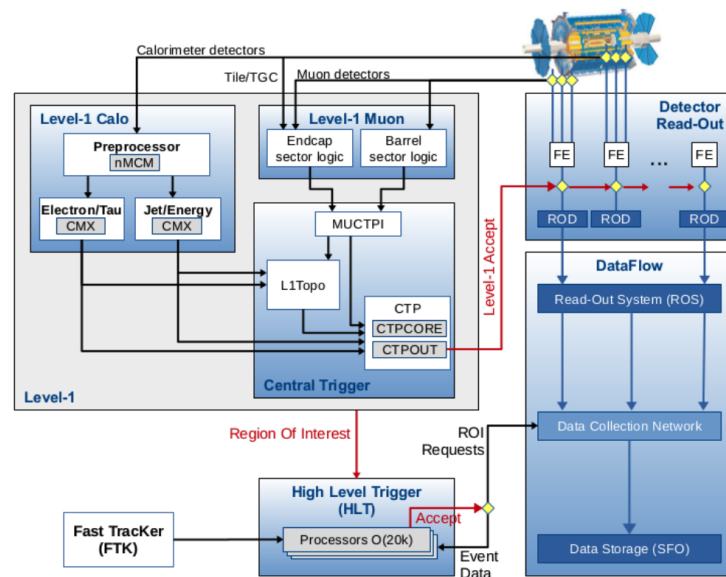 Calorimeter detectors
Tile/TGC
Muon detectors
Level-1 Calo
Preprocessor
nMCM
Electron/Tau
CMX
Jet/Energy
CMX
Level-1 Muon
Endcap
sector logic
Barrel
sector logic
MUCTPI
L1Topo
CTP
CTPCORE
CTPOUT
Central Trigger
Level-1
Level-1 Accept
Detector
Read-Out
FE
FE
...
FE
ROD
ROD
ROD
DataFlow
Read-Out System (ROS)
Data Collection Network
Data Storage (SFO)
Region Of Interest
ROI
Requests
High Level Trigger
(HLT)
Accept
Processors O(20k)
Event
Data
Fast TracKer
(FTK)